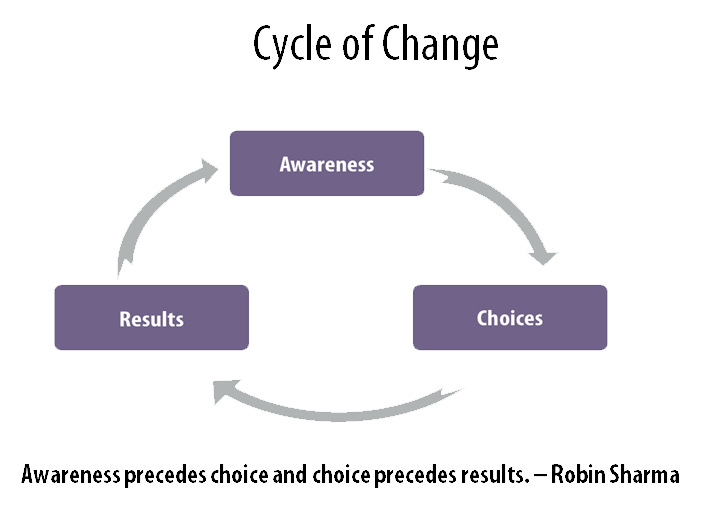 Cycle of Change
Awareness
Results
Choices
Awareness precedes choice and choice precedes results. – Robin Sharma